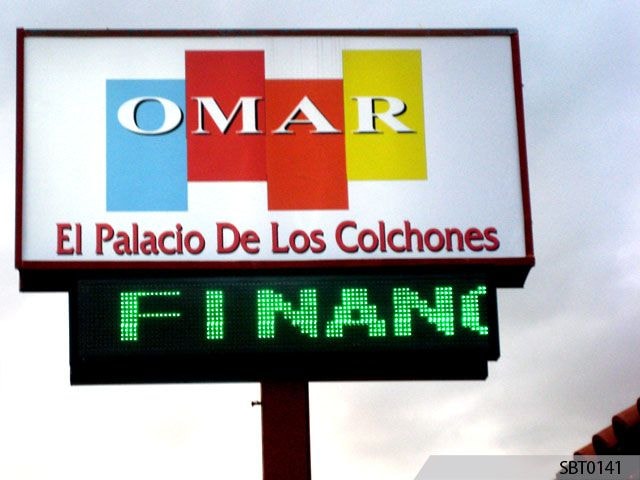 OMAR
El Palacio De Los Colchones
FINANC
SBT0141